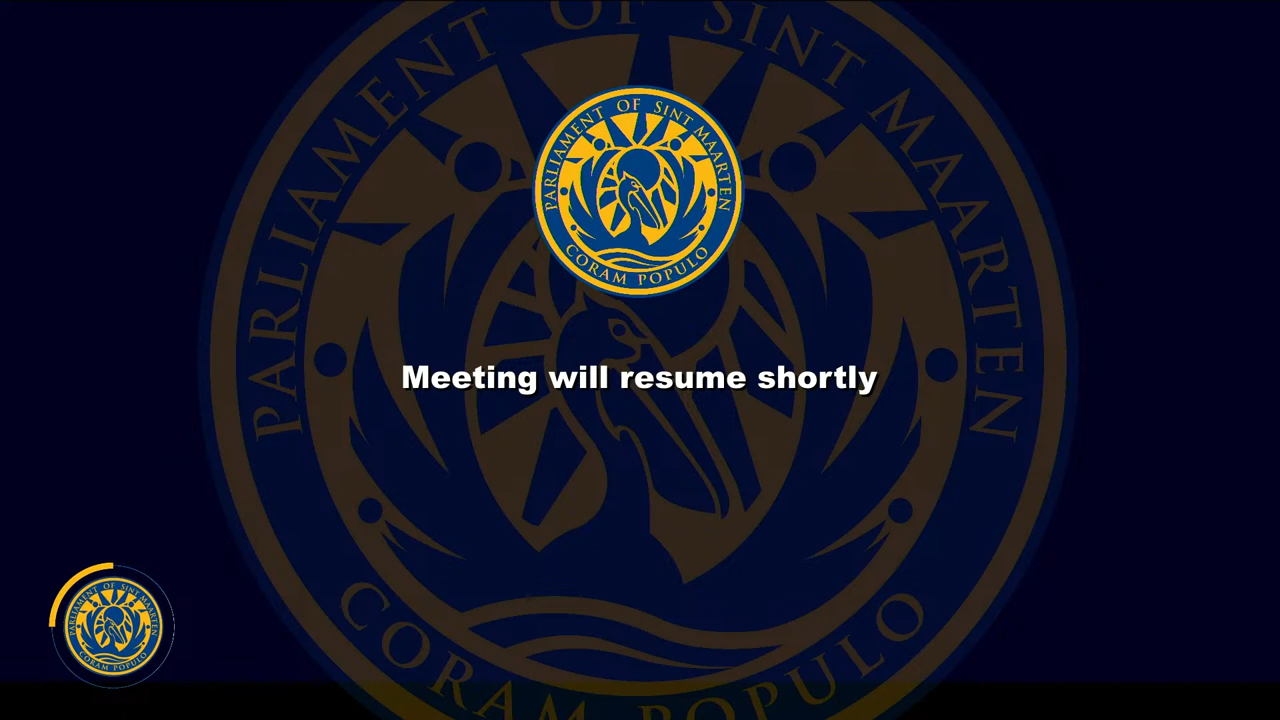 PARLIAMENT OF SINT MAARTEN
CORAM POPULO
PARLIAMENT OF SINT MAARTEN
CORAM POPULO
Meeting will resume shortly
PARLIAMENT OF SINT MAARTEN
CORAM POPULO